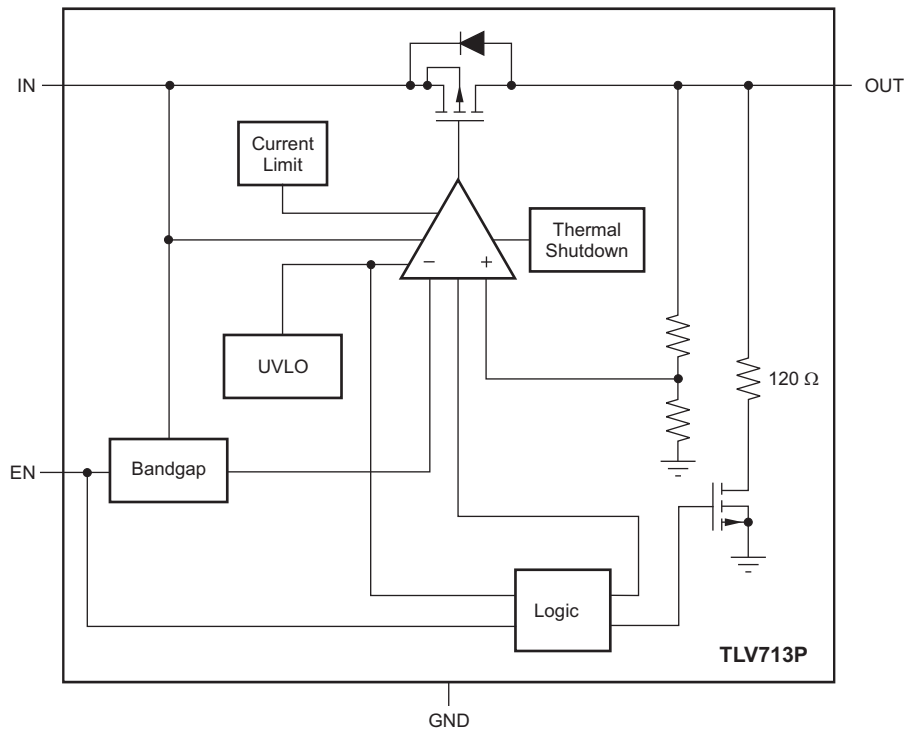 IN
OUT
Current
Limit
Thermal
Shutdown
−
+
UVLO
120 Ω
EN
Bandgap
Logic
TLV713P
GND